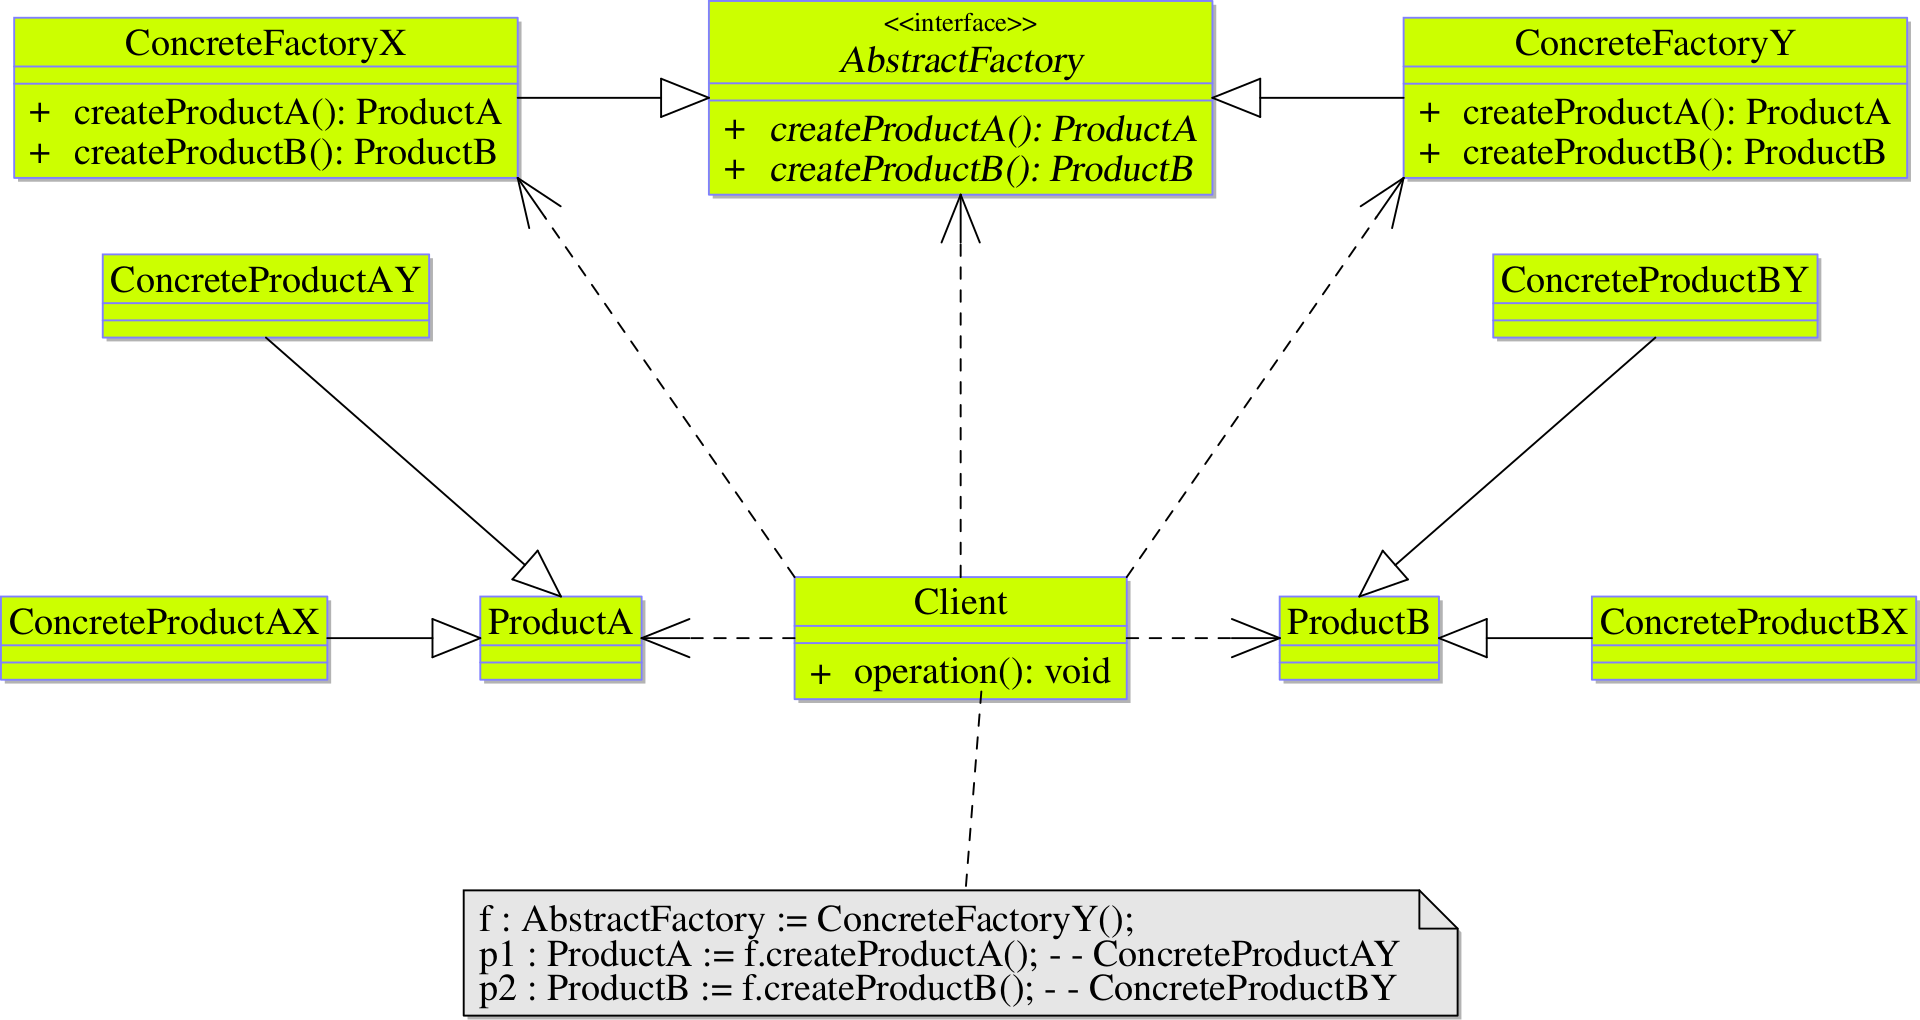 ConcreteFactoryX
+ createProductA(): ProductA
+ createProductB(): ProductB
<<interface>>
AbstractFactory
+ createProductA(): ProductA
+ createProductB(): ProductB
ConcreteFactoryY
+ createProductA(): ProductA
+ createProductB(): ProductB
ConcreteProductAY
ConcreteProductBY
ConcreteProductAX
ProductA
Client
+ operation(): void
ProductB
ConcreteProductBX
f : AbstractFactory := ConcreteFactoryY();
p1 : ProductA := f.createProductA(); - - ConcreteProductAY
p2 : ProductB := f.createProductB(); - - ConcreteProductBY